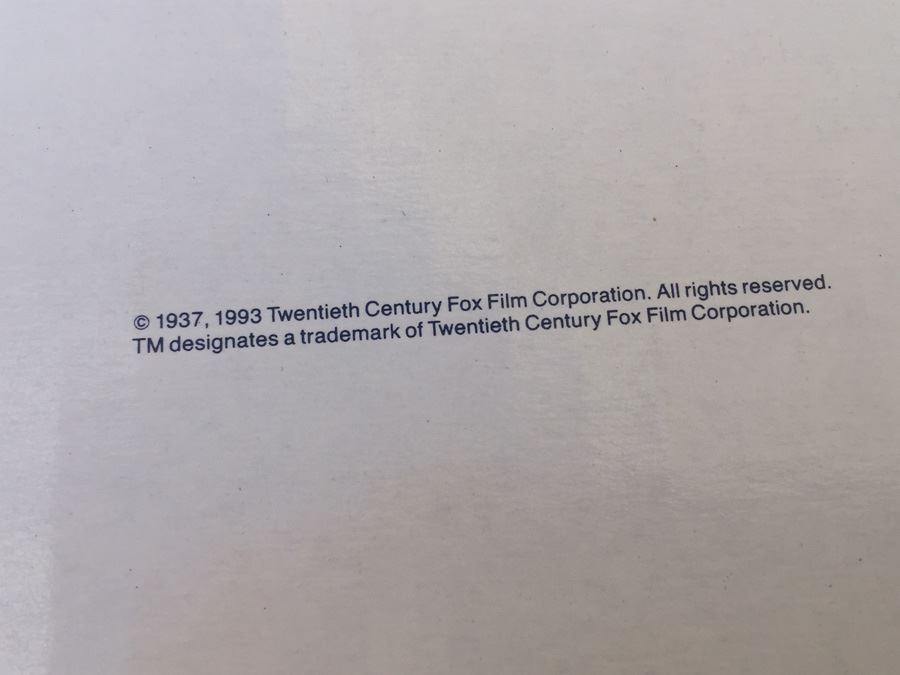 © 1937, 1993 Twentieth Century Fox Film Corporation. All rights reserved.
TM designates a trademark of Twentieth Century Fox Film Corporation.